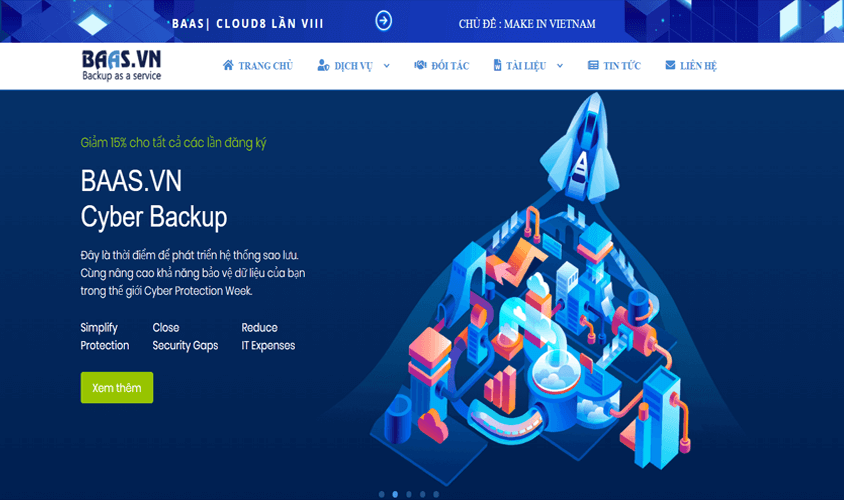 BAAS| CLOUD8 LẦN VIII
CHỦ ĐỀ : MAKE IN VIETNAM
BAAS.VN
Backup as a service
TRANG CHỦ
DỊCH VỤ
ĐỐI TÁC
TÀI LIỆU
TIN TỨC
LIÊN HỆ
Giảm 15% cho tất cả các lần đăng ký
BAAS.VN
Cyber Backup
Đây là thời điểm để phát triển hệ thống sao lưu.
Cùng nâng cao khả năng bảo vệ dữ liệu của bạn
trong thế giới Cyber Protection Week.
Simplify
Protection
Close
Security Gaps
Reduce
IT Expenses
Xem thêm